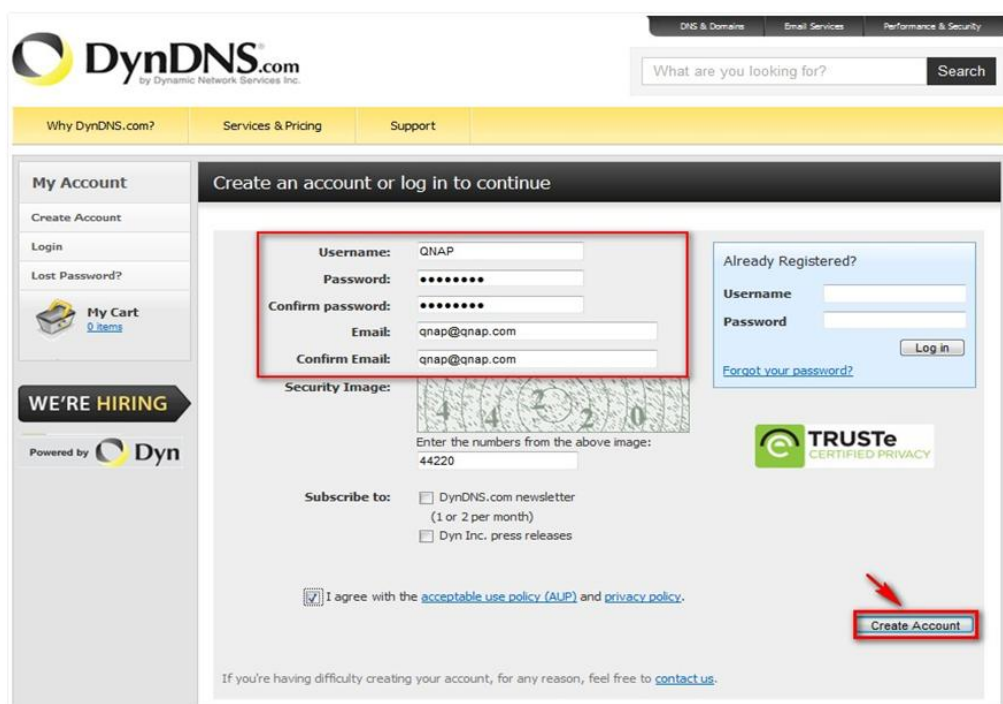 DNS & Domains Email Services Performance & Security
DynDNS.com
by Dynamic Network Services Inc.
What are you looking for? Search
Why DynDNS.com? Services & Pricing Support
My Account
Create Account
Login
Lost Password?
My Cart
0 items
WE'RE HIRING
Powered by Dyn
Create an account or log in to continue
Username: QNAP
Password: ••••••••
Confirm password: ••••••••
Email: qnap@qnap.com
Confirm Email: qnap@qnap.com
Security Image: 4 4 2 2 0
Enter the numbers from the above image:
44220
Subscribe to: DynDNS.com newsletter
(1 or 2 per month)
Dyn Inc. press releases
I agree with the acceptable use policy (AUP) and privacy policy.
Create Account
If you're having difficulty creating your account, for any reason, feel free to contact us.
Already Registered?
Username
Password
Log in
Forgot your password?
TRUSTe
CERTIFIED PRIVACY